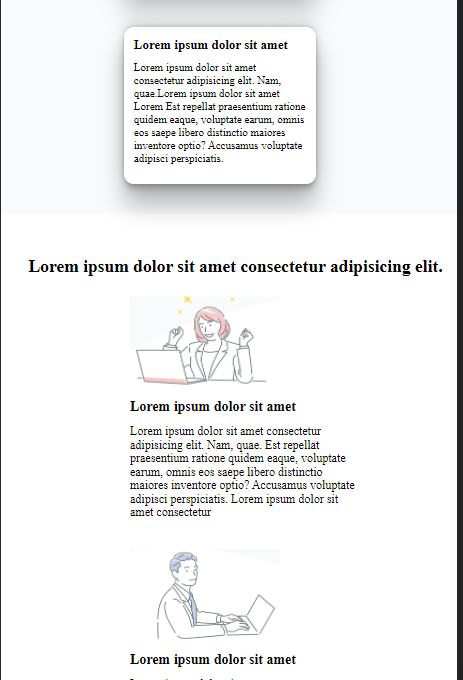 Lorem ipsum dolor sit amet
Lorem ipsum dolor sit amet
consectetur adipisicing elit. Nam,
quae.Lorem ipsum dolor sit amet
Lorem Est repellat praesentium ratione
quidem eaque, voluptate earum, omnis
eos saepe libero distinctio maiores
inventore optio? Accusamus voluptate
adipisci perspiciatis.
Lorem ipsum dolor sit amet consectetur adipisicing elit.
Lorem ipsum dolor sit amet
Lorem ipsum dolor sit amet consectetur
adipisicing elit. Nam, quae. Est repellat
praesentium ratione quidem eaque, voluptate
earum, omnis eos saepe libero distinctio
maiores inventore optio? Accusamus voluptate
adipisci perspiciatis. Lorem ipsum dolor sit
amet consectetur
Lorem ipsum dolor sit amet